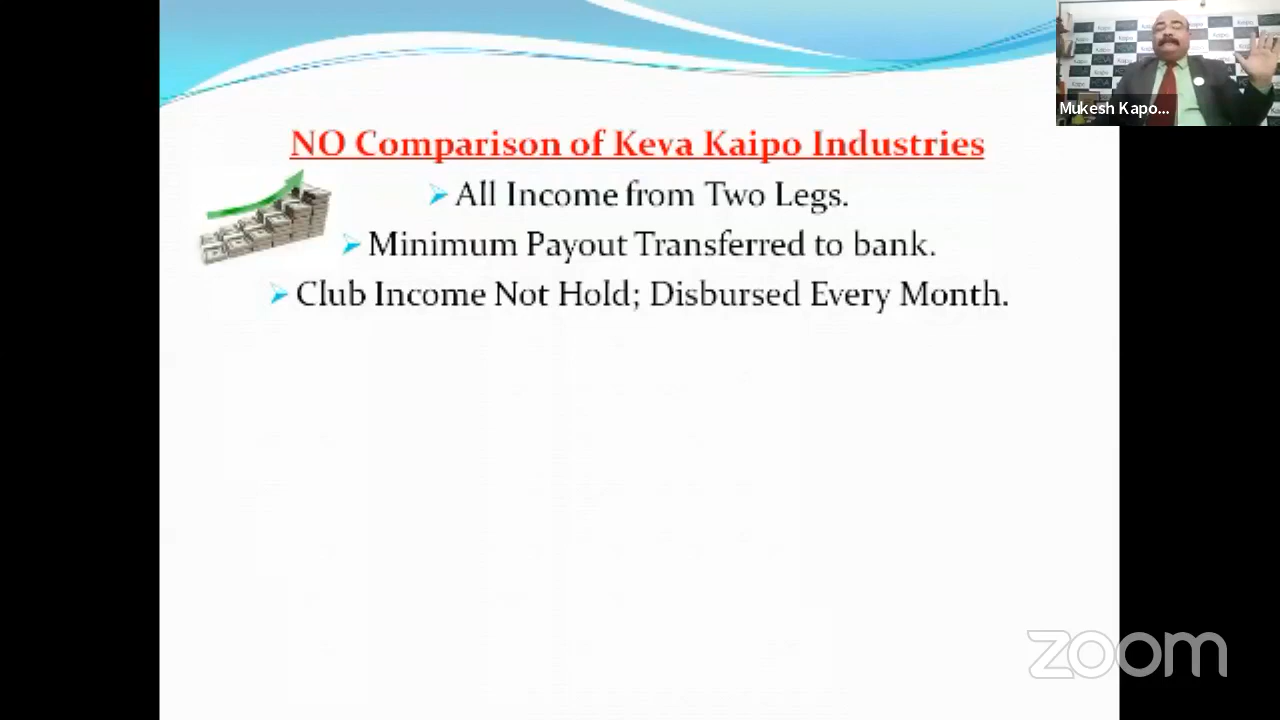 NO Comparison of Keva Kaipo Industries
All Income from Two Legs.
Minimum Payout Transferred to bank.
Club Income Not Hold; Disbursed Every Month.
Mukesh Kapo...
zoom